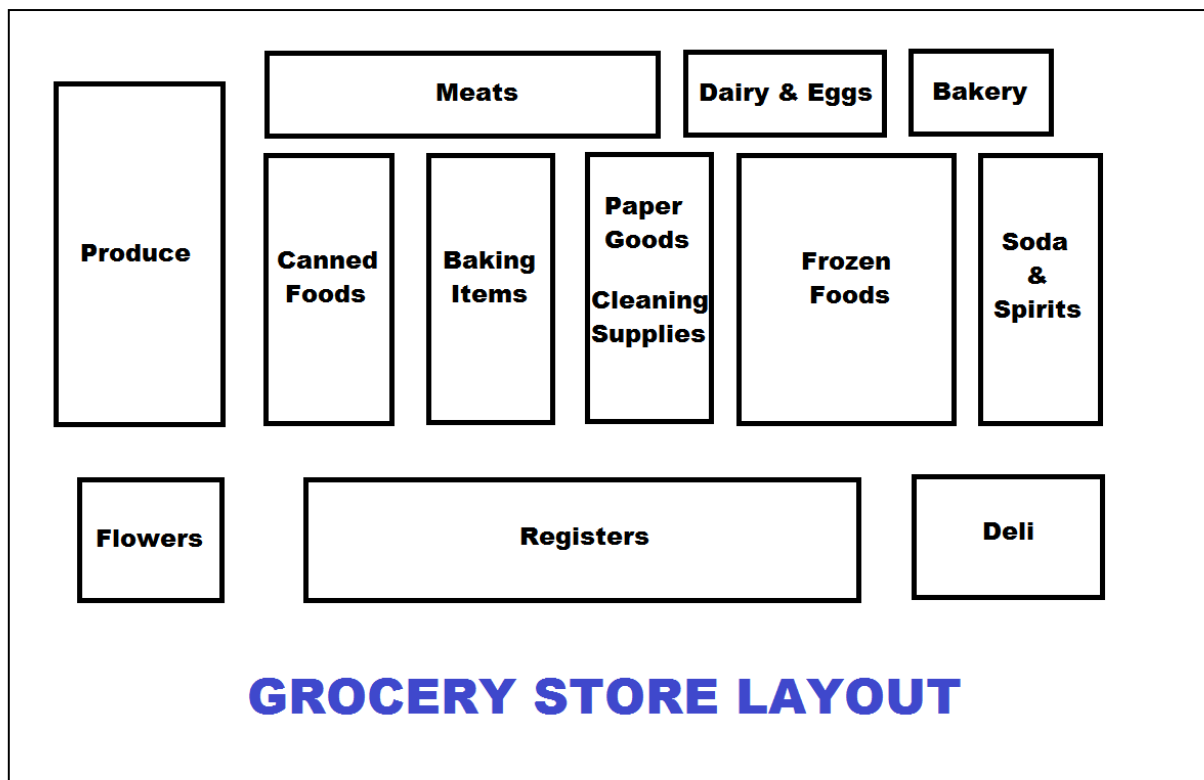 Meats
Dairy & Eggs
Bakery
Produce
Canned
Foods
Baking
Items
Paper
Goods
Cleaning
Supplies
Frozen
Foods
Soda
&
Spirits
Flowers
Registers
Deli
GROCERY STORE LAYOUT